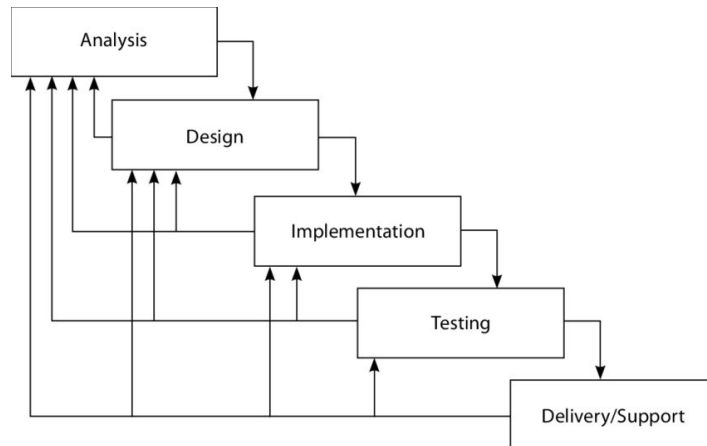 Analysis
Design
Implementation
Testing
Delivery/Support